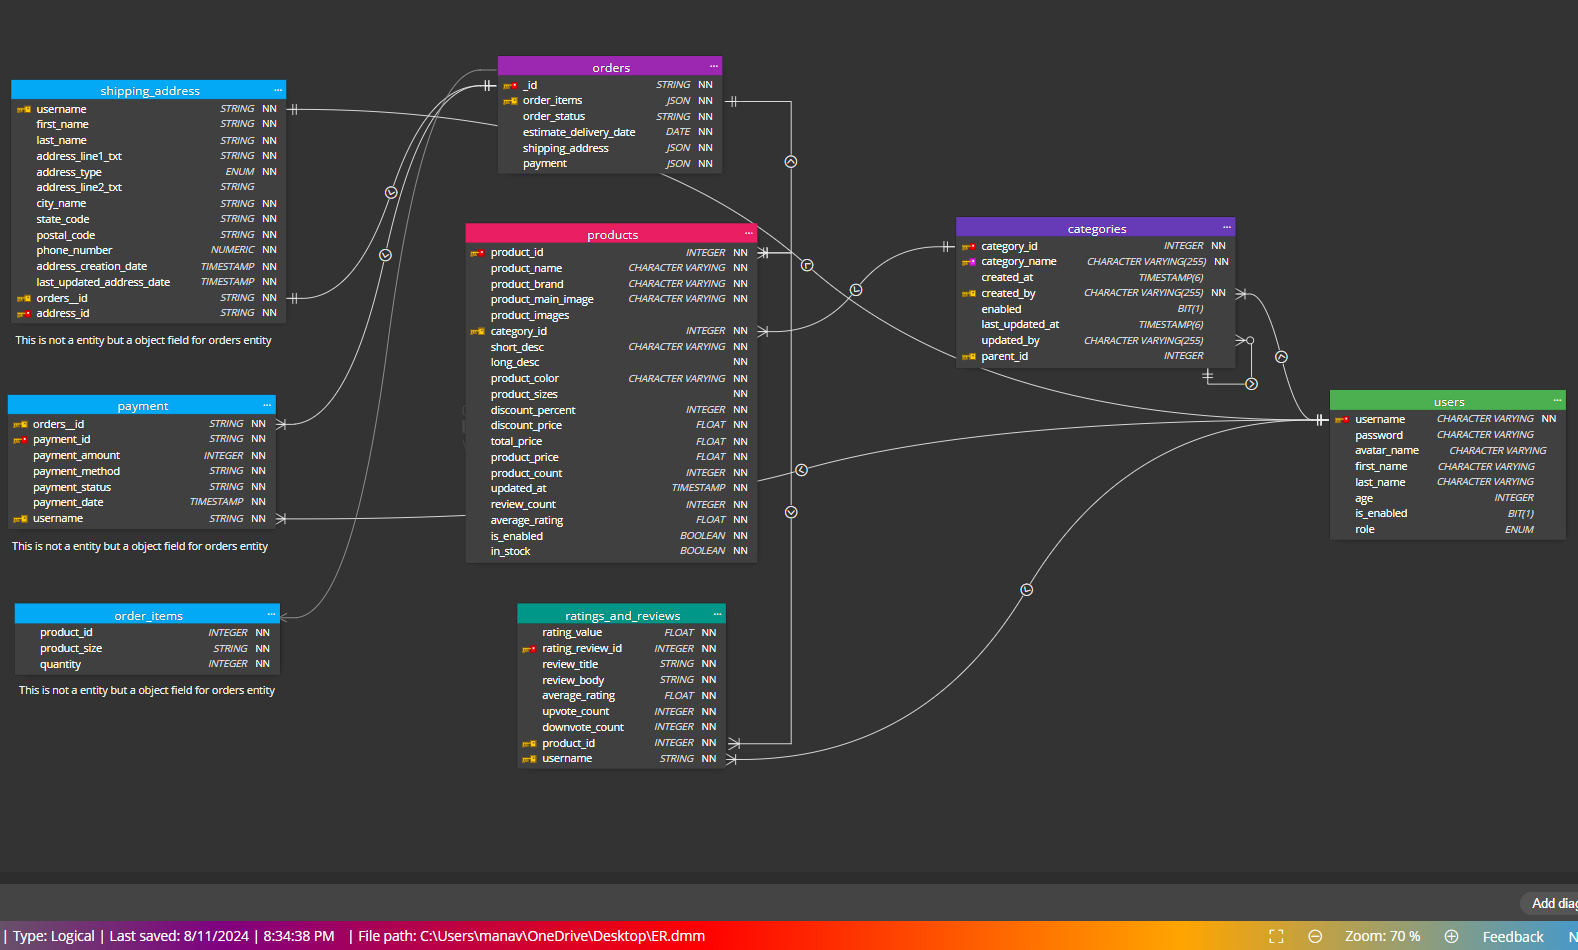 shipping_address ...
username STRING NN
first_name STRING NN
last_name STRING NN
address_line1_txt STRING NN
address_type ENUM NN
address_line2_txt STRING
city_name STRING NN
state_code STRING NN
postal_code STRING NN
phone_number NUMERIC NN
address_creation_date TIMESTAMP NN
last_updated_address_date TIMESTAMP NN
orders__id STRING NN
address_id STRING NN
This is not a entity but a object field for orders entity
payment ...
orders__id STRING NN
payment_id STRING NN
payment_amount INTEGER NN
payment_method STRING NN
payment_status STRING NN
payment_date TIMESTAMP NN
username STRING NN
This is not a entity but a object field for orders entity
order_items ...
product_id INTEGER NN
product_size STRING NN
quantity INTEGER NN
This is not a entity but a object field for orders entity
orders ...
_id STRING NN
order_items JSON NN
order_status STRING NN
estimate_delivery_date DATE NN
shipping_address JSON NN
payment JSON NN
products ...
product_id INTEGER NN
product_name CHARACTER VARYING NN
product_brand CHARACTER VARYING NN
product_main_image CHARACTER VARYING NN
product_images NN
category_id INTEGER NN
short_desc CHARACTER VARYING NN
long_desc NN
product_color CHARACTER VARYING NN
product_sizes NN
discount_percent INTEGER NN
discount_price FLOAT NN
total_price FLOAT NN
product_price FLOAT NN
product_count INTEGER NN
updated_at TIMESTAMP NN
review_count INTEGER NN
average_rating FLOAT NN
is_enabled BOOLEAN NN
in_stock BOOLEAN NN
ratings_and_reviews ...
rating_value FLOAT NN
rating_review_id INTEGER NN
review_title STRING NN
review_body STRING NN
average_rating FLOAT NN
upvote_count INTEGER NN
downvote_count INTEGER NN
product_id INTEGER NN
username STRING NN
categories ...
category_id INTEGER NN
category_name CHARACTER VARYING(255) NN
created_at TIMESTAMP(6)
created_by CHARACTER VARYING(255) NN
enabled BIT(1)
last_updated_at TIMESTAMP(6)
updated_by CHARACTER VARYING(255)
parent_id INTEGER
users ...
username CHARACTER VARYING NN
password CHARACTER VARYING
avatar_name CHARACTER VARYING
first_name CHARACTER VARYING
last_name CHARACTER VARYING
age INTEGER
is_enabled BIT(1)
role ENUM
Add diag
| Type: Logical | Last saved: 8/11/2024 | 8:34:38 PM | File path: C:\Users\manav\OneDrive\Desktop\ER.dmm Zoom: 70 % Feedback N